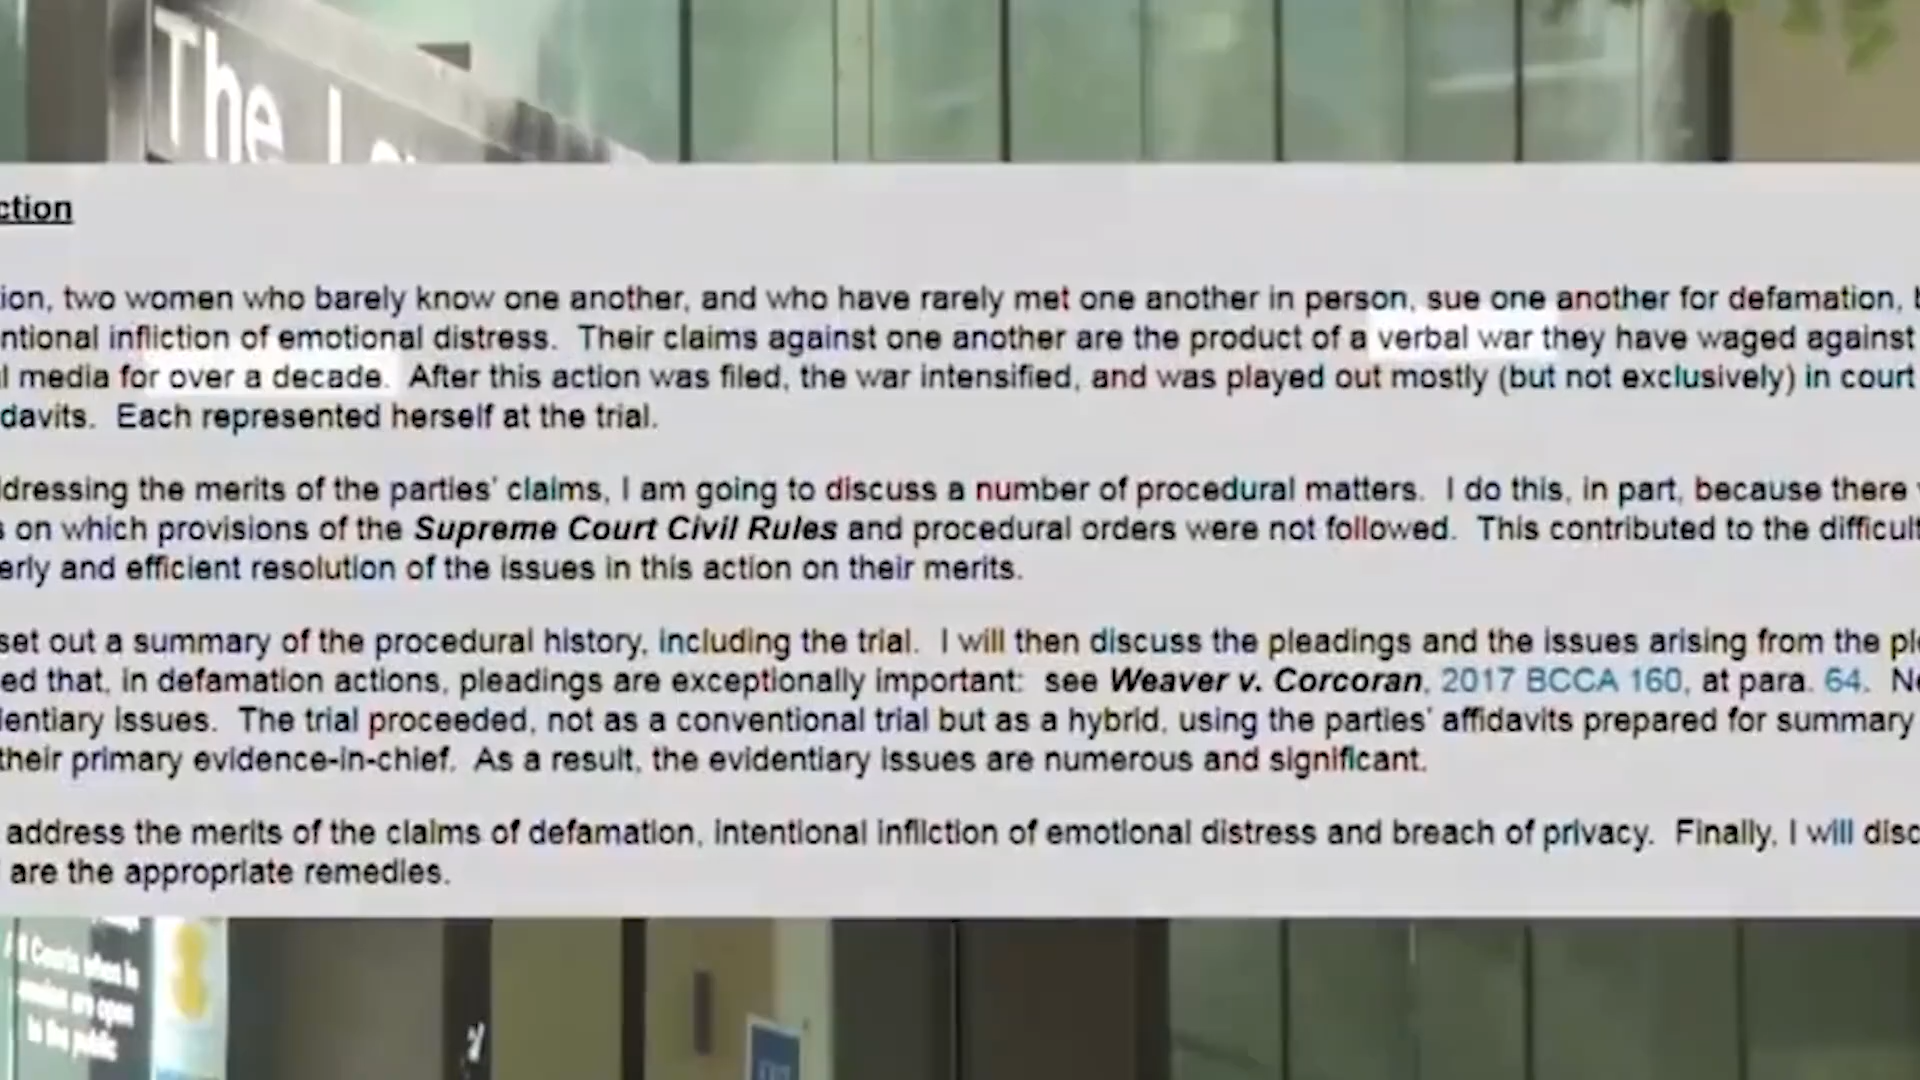 The
ction
ion, two women who barely know one another, and who have rarely met one another in person, sue one another for defamation, b
ntional infliction of emotional distress. Their claims against one another are the product of a verbal war they have waged against
l media for over a decade. After this action was filed, the war intensified, and was played out mostly (but not exclusively) in court
davits. Each represented herself at the trial.
dressing the merits of the parties' claims, I am going to discuss a number of procedural matters. I do this, in part, because there
s on which provisions of the Supreme Court Civil Rules and procedural orders were not followed. This contributed to the difficult
erly and efficient resolution of the issues in this action on their merits.
set out a summary of the procedural history, including the trial. I will then discuss the pleadings and the issues arising from the ple
ed that, in defamation actions, pleadings are exceptionally important: see Weaver v. Corcoran, 2017 BCCA 160, at para. 64. Ne
dentiary issues. The trial proceeded, not as a conventional trial but as a hybrid, using the parties' affidavits prepared for summary
their primary evidence-in-chief. As a result, the evidentiary issues are numerous and significant.
address the merits of the claims of defamation, intentional infliction of emotional distress and breach of privacy. Finally, I will disc
are the appropriate remedies.
Courts when in
session are open
to the public